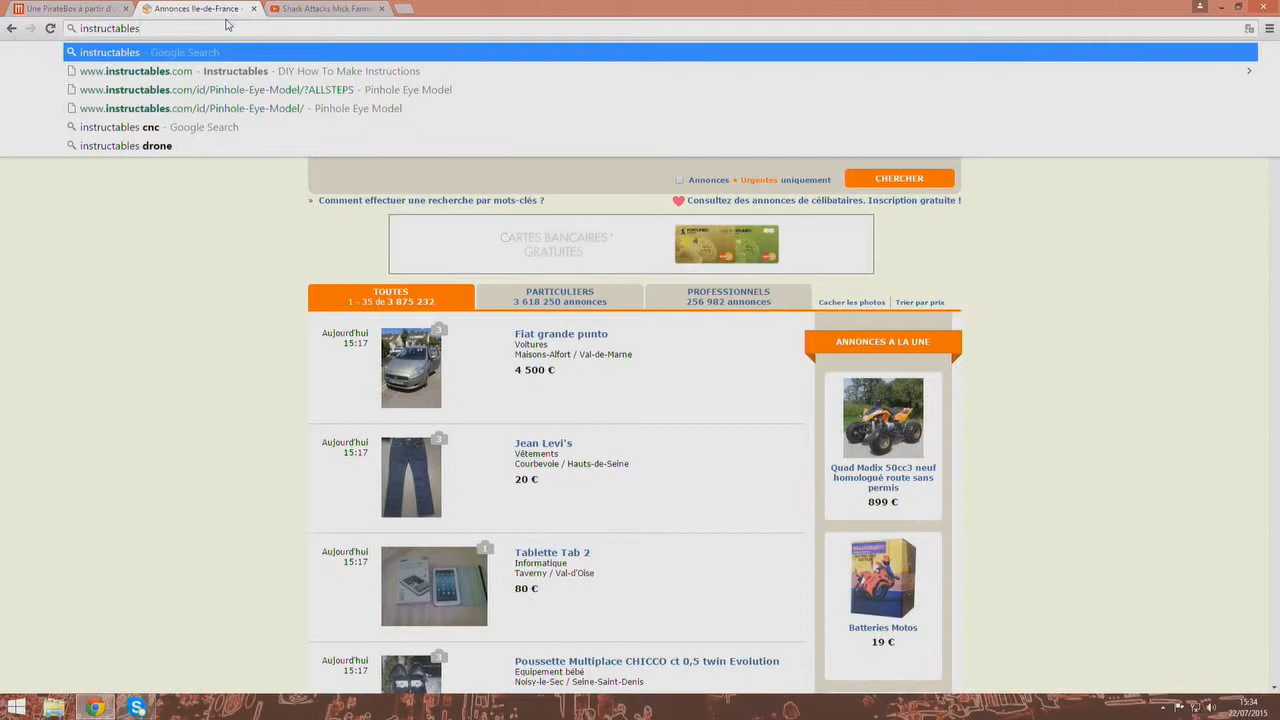 Une PirateBox à partir d'u
Annonces Ile-de-France -
Shark Attacks Mick Fanni
instructables
instructables - Google Search
www.instructables.com - Instructables - DIY How To Make Instructions
www.instructables.com/id/Pinhole-Eye-Model/?ALLSTEPS - Pinhole Eye Model
www.instructables.com/id/Pinhole-Eye-Model/ - Pinhole Eye Model
instructables cnc - Google Search
instructables drone
Annonces ★ Urgentes uniquement
CHERCHER
» Comment effectuer une recherche par mots-clés ?
Consultez des annonces de célibataires. Inscription gratuite !
CARTES BANCAIRES*
GRATUITES
TOUTES
1 - 35 de 3 875 232
PARTICULIERS
3 618 250 annonces
PROFESSIONNELS
256 982 annonces
Cacher les photos | Trier par prix
Aujourd'hui
15:17
3
Fiat grande punto
Voitures
Maisons-Alfort / Val-de-Marne
4 500 €
Aujourd'hui
15:17
3
Jean Levi's
Vêtements
Courbevoie / Hauts-de-Seine
20 €
Aujourd'hui
15:17
1
Tablette Tab 2
Informatique
Taverny / Val-d'Oise
80 €
Aujourd'hui
15:17
3
Poussette Multiplace CHICCO ct 0,5 twin Evolution
Equipement bébé
Noisy-le-Sec / Seine-Saint-Denis
ANNONCES A LA UNE
Quad Madix 50cc3 neuf
homologué route sans
permis
899 €
Batteries Motos
19 €
15:34
22/07/2015